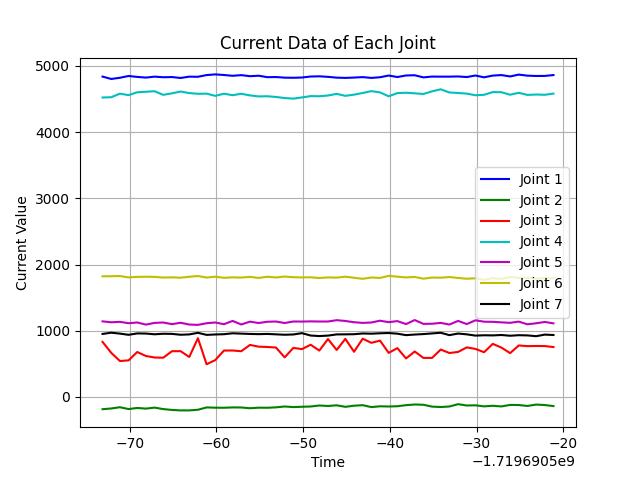 Current Data of Each Joint
Current Value
5000
4000
3000
2000
1000
0
Joint 1
Joint 2
Joint 3
Joint 4
Joint 5
Joint 6
Joint 7
−70 −60 −50 −40 −30 −20
Time
−1.7196905e9